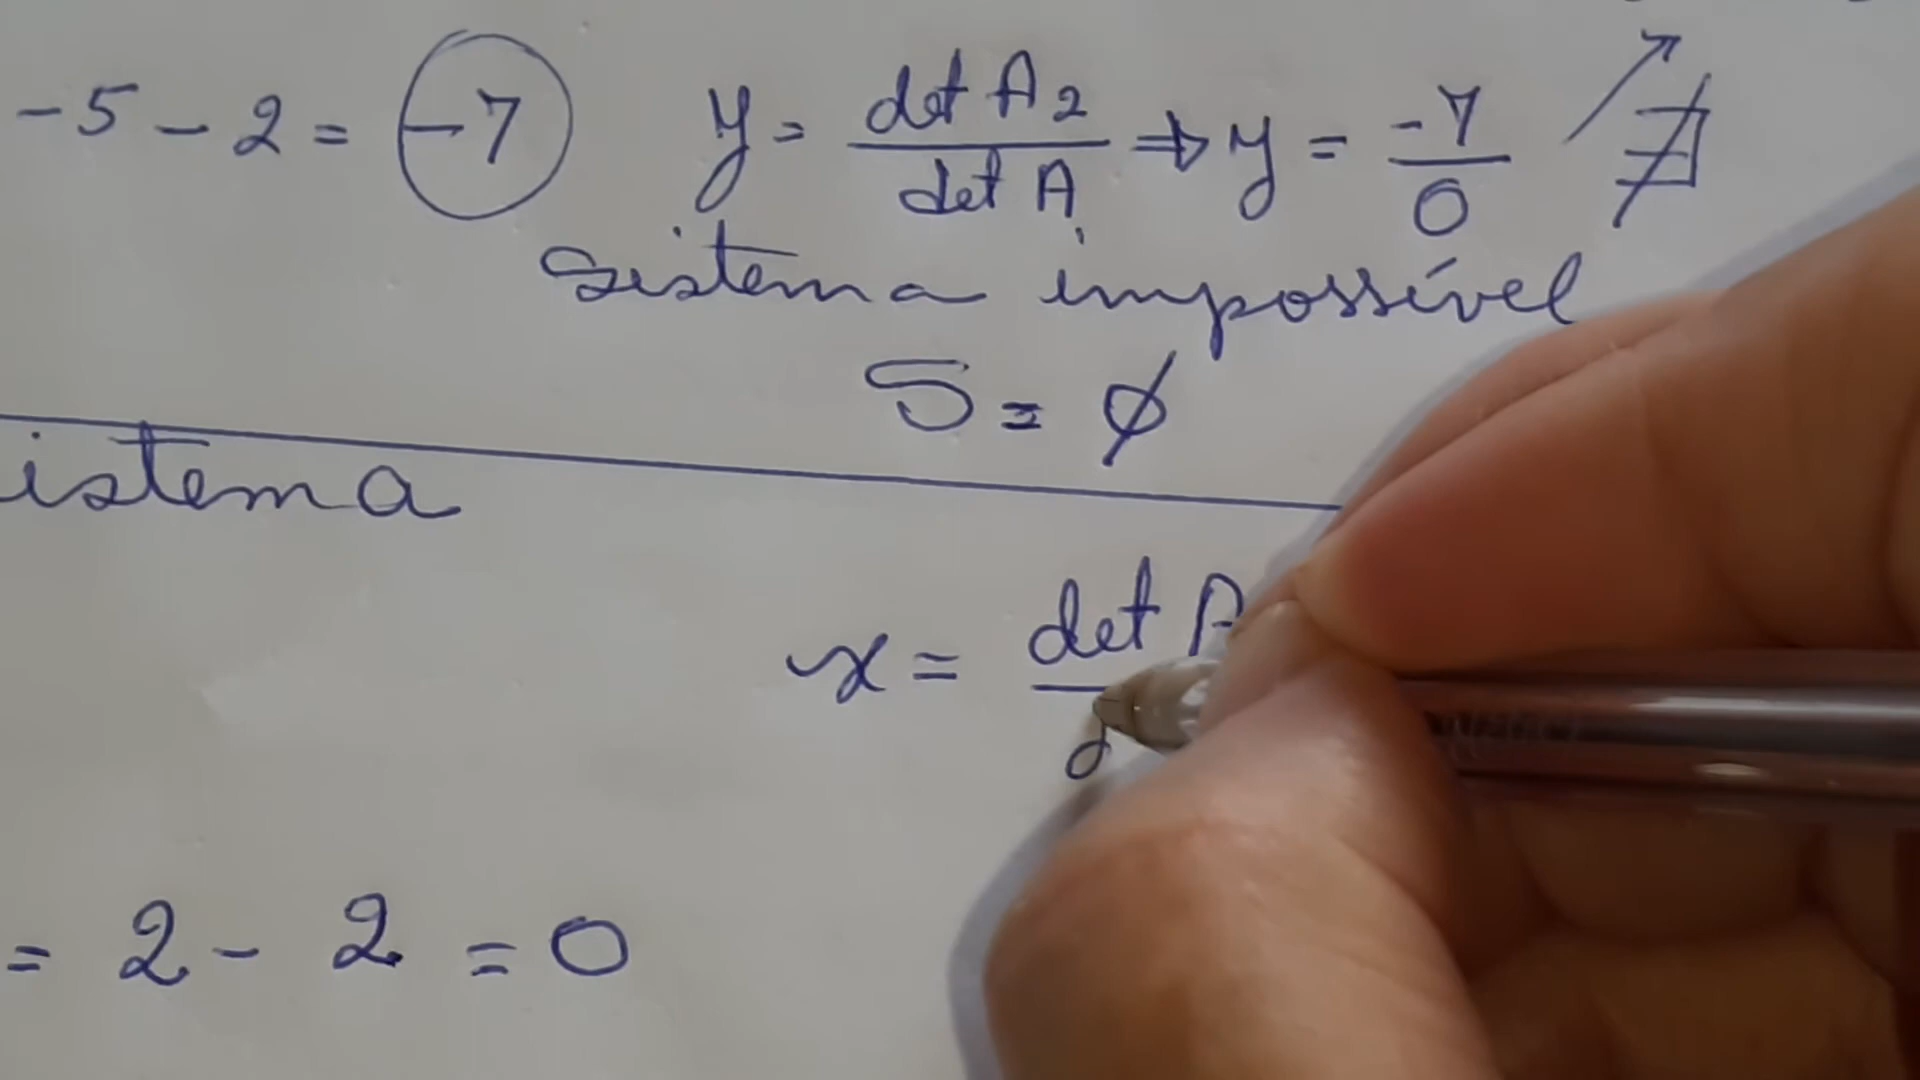 -5 - 2 = -7 y = det A2 / det A ⇒ y = -7 / 0 ∄
sistema impossível
S = ∅
istema
x = det A
d
= 2 - 2 = 0